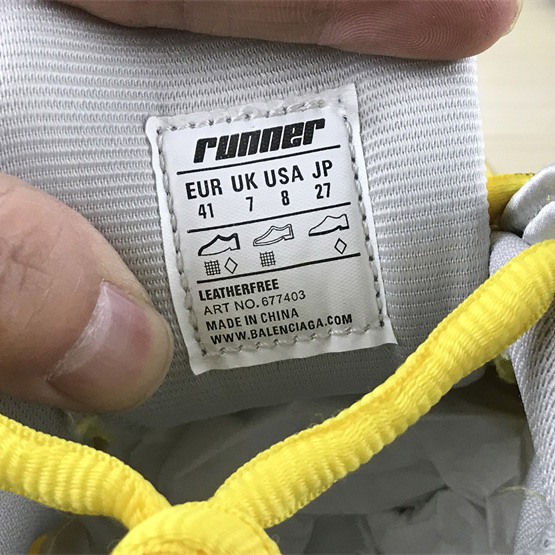 runner
EUR UK USA JP
41 7 8 27
LEATHERFREE
ART NO. 677403
MADE IN CHINA
WWW.BALENCIAGA.COM